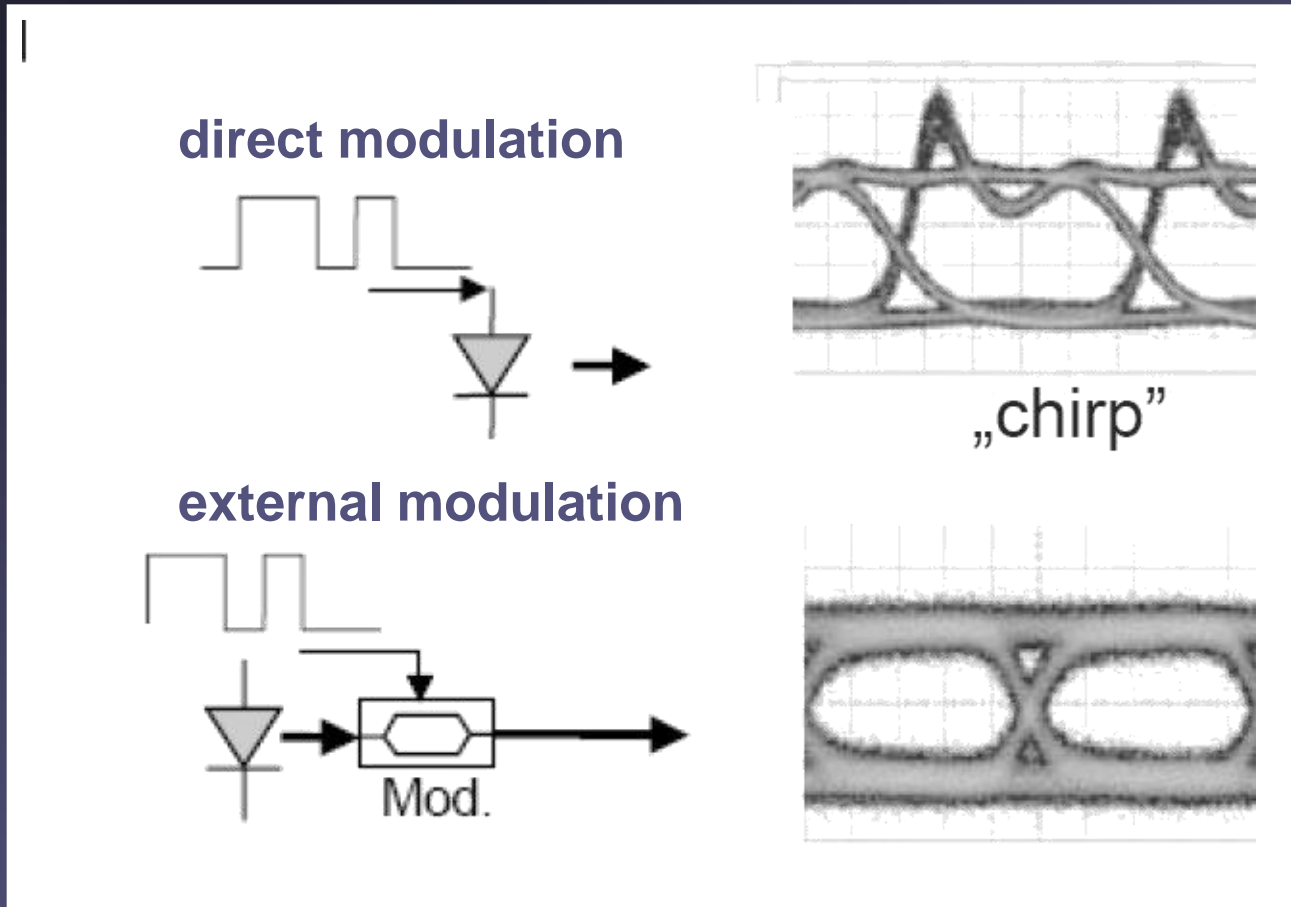 direct modulation
„chirp”
external modulation
Mod.